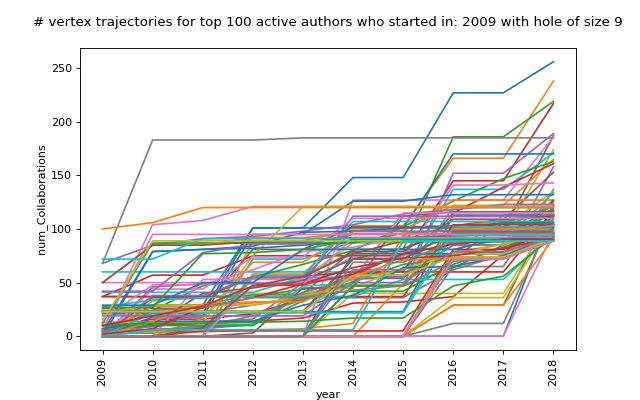 # vertex trajectories for top 100 active authors who started in: 2009 with hole of size 9
250
200
150
100
50
0
num_Collaborations
2009 2010 2011 2012 2013 2014 2015 2016 2017 2018
year